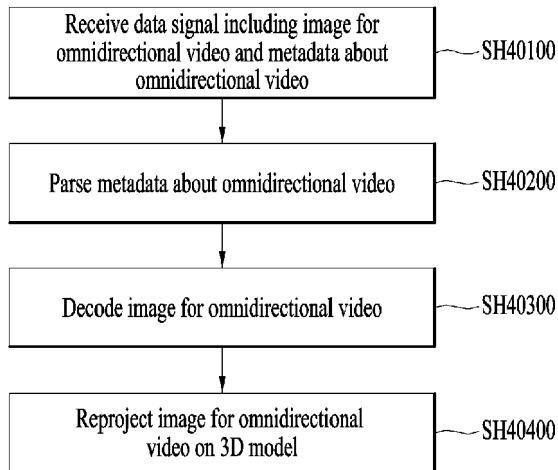 Receive data signal including image for
omnidirectional video and metadata about
omnidirectional video
SH40100
Parse metadata about omnidirectional video
SH40200
Decode image for omnidirectional video
SH40300
Reproject image for omnidirectional
video on 3D model
SH40400